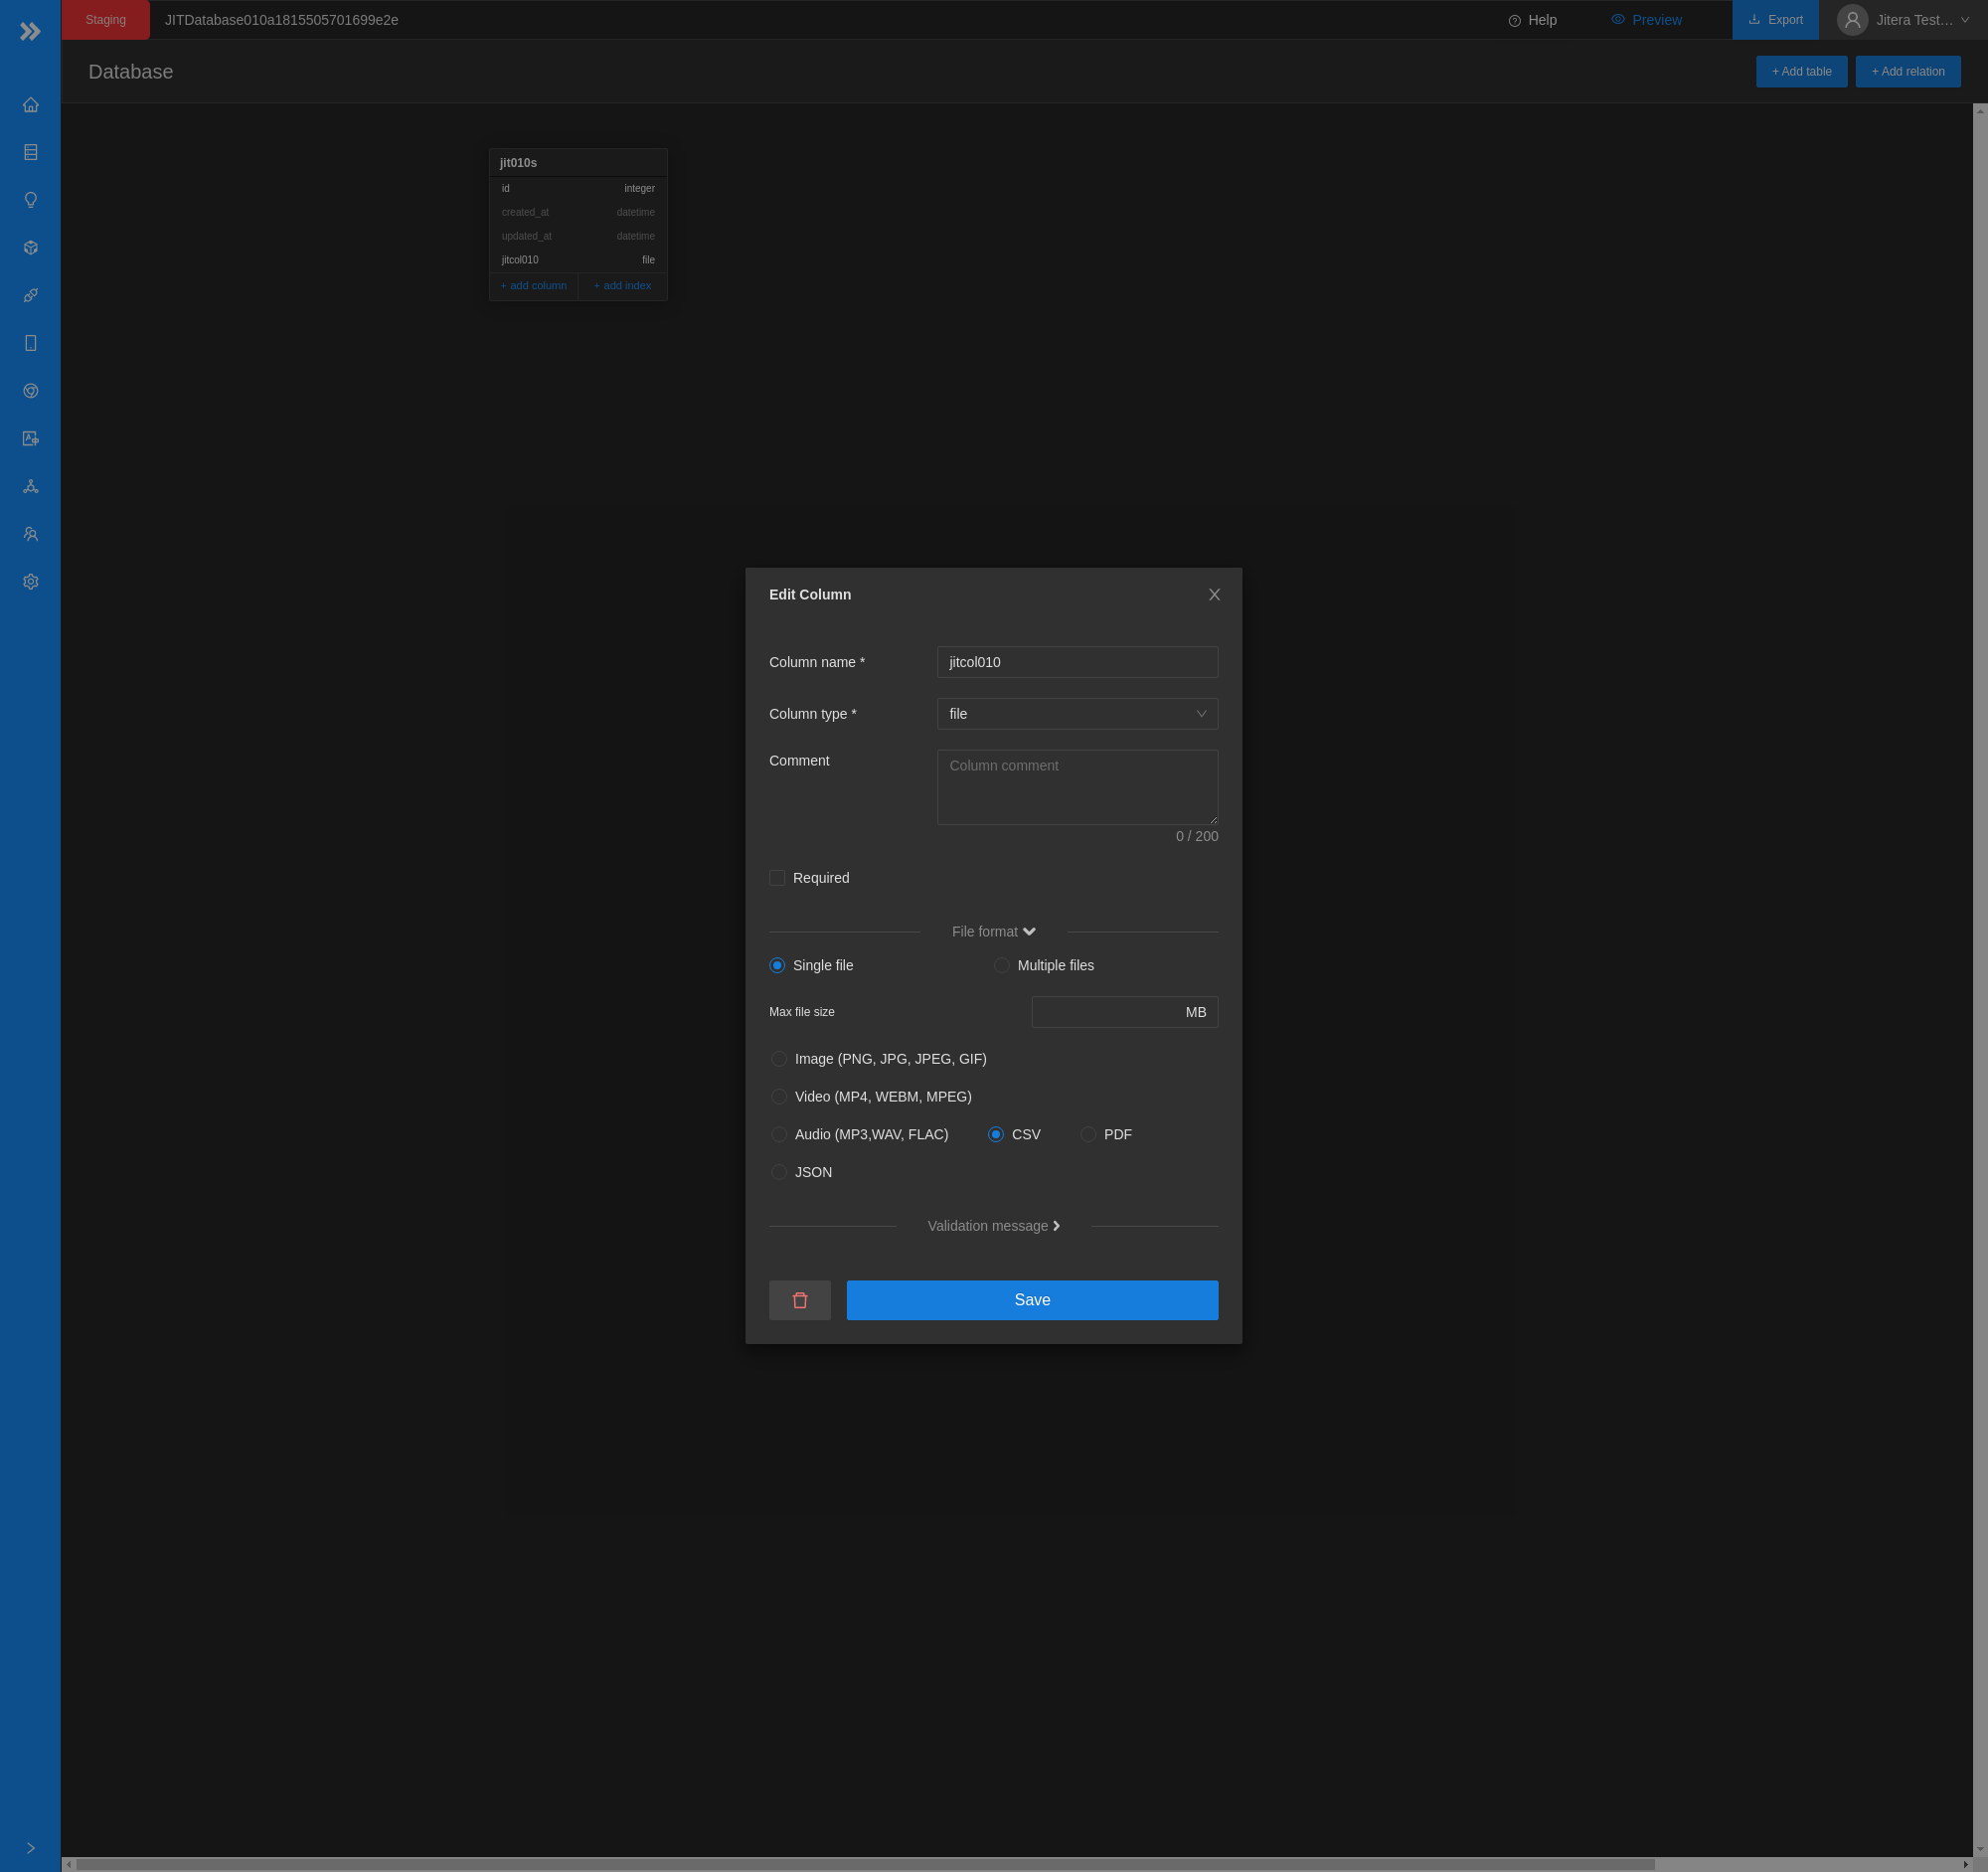 Staging
JITDatabase010a1815505701699e2e
Help
Preview
Export
Jitera Test...
Database
+ Add table
+ Add relation
jit010s
id integer
created_at datetime
updated_at datetime
jitcol010 file
+ add column + add index
Edit Column
Column name * jitcol010
Column type * file
Comment Column comment
0 / 200
Required
File format
Single file Multiple files
Max file size MB
Image (PNG, JPG, JPEG, GIF)
Video (MP4, WEBM, MPEG)
Audio (MP3,WAV, FLAC) CSV PDF
JSON
Validation message
Save